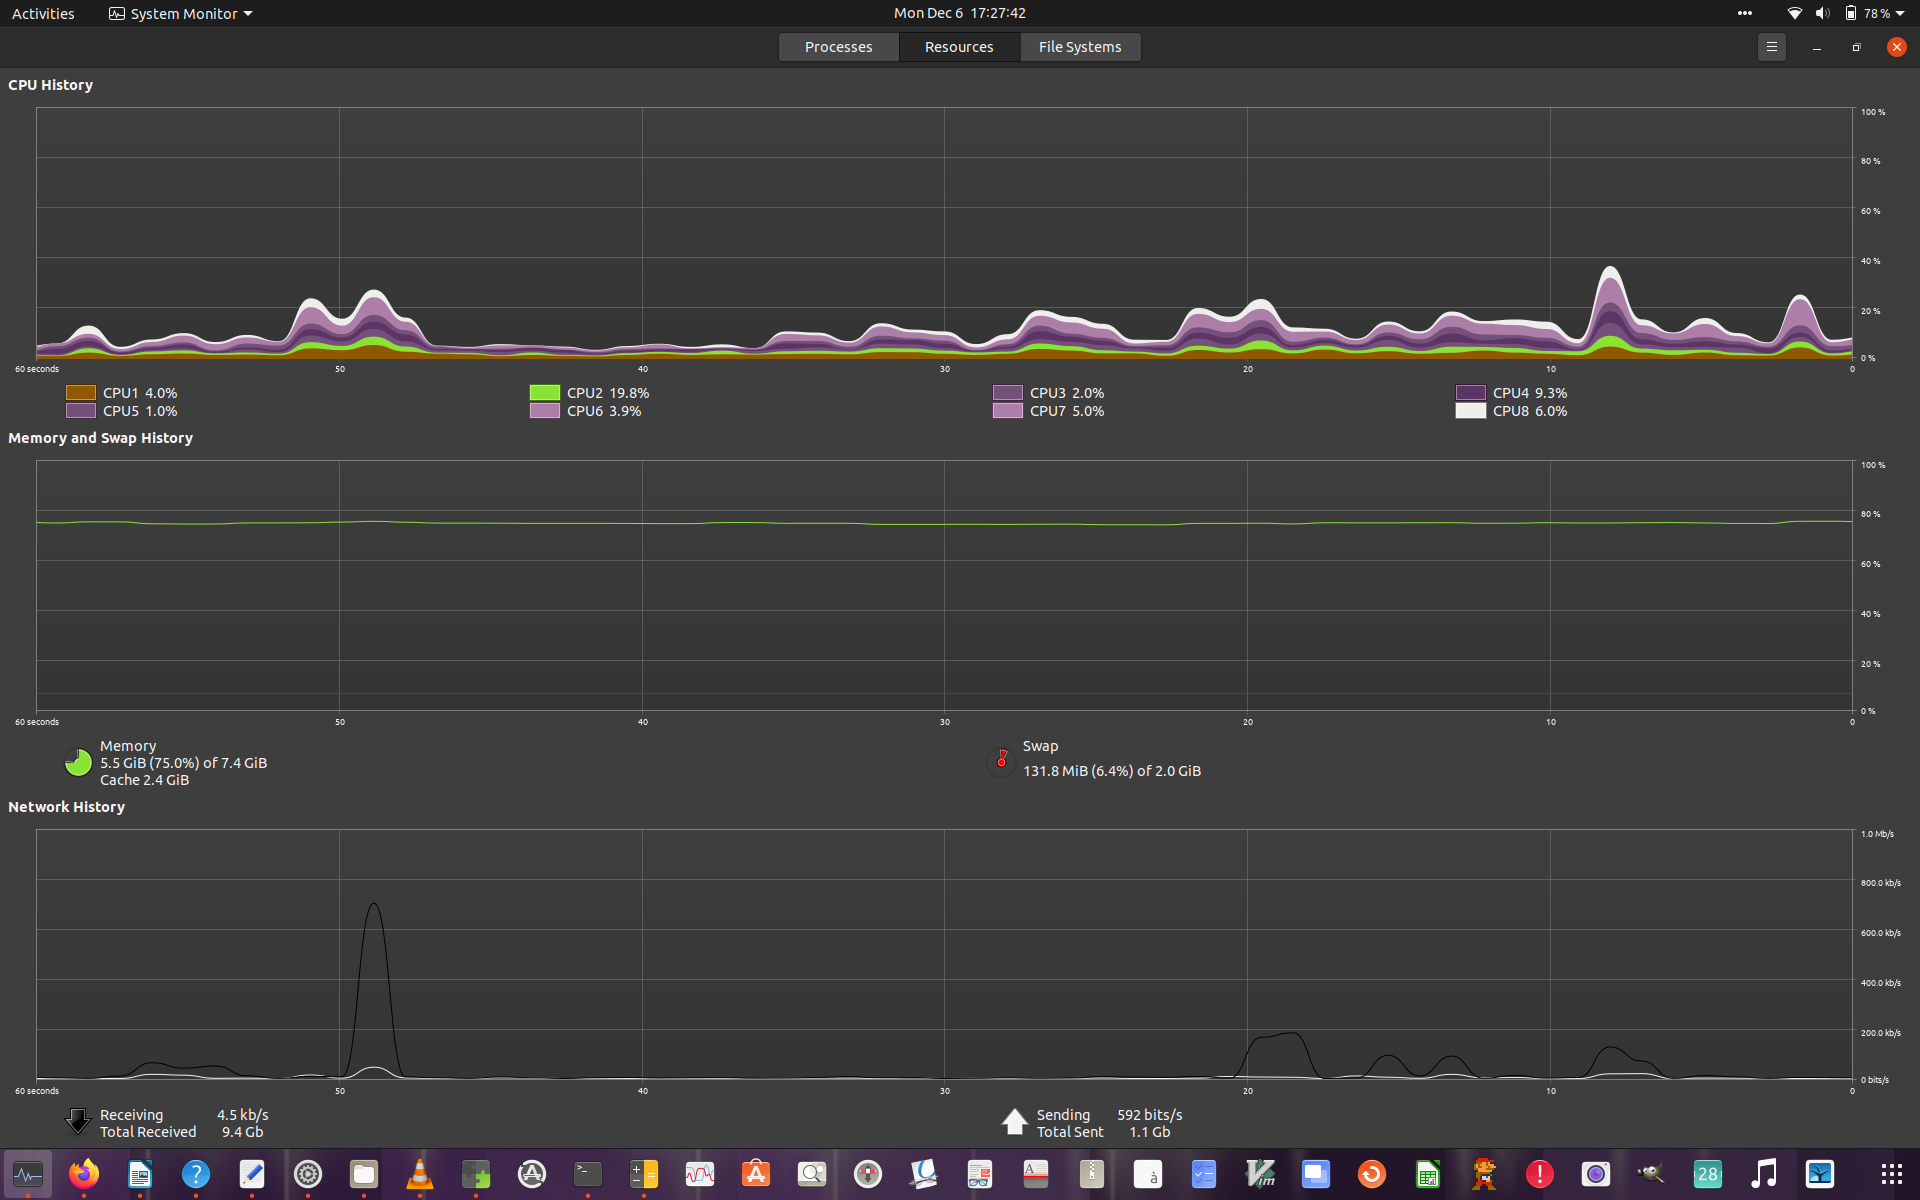 Activities System Monitor Mon Dec 6 17:27:42 78 %
Processes Resources File Systems
CPU History
100 %
80 %
60 %
40 %
20 %
0 %
60 seconds 50 40 30 20 10 0
CPU1 4.0% CPU2 19.8% CPU3 2.0% CPU4 9.3%
CPU5 1.0% CPU6 3.9% CPU7 5.0% CPU8 6.0%
Memory and Swap History
100 %
80 %
60 %
40 %
20 %
0 %
60 seconds 50 40 30 20 10 0
Memory Swap
5.5 GiB (75.0%) of 7.4 GiB 131.8 MiB (6.4%) of 2.0 GiB
Cache 2.4 GiB
Network History
1.0 Mb/s
800.0 kb/s
600.0 kb/s
400.0 kb/s
200.0 kb/s
0 bits/s
60 seconds 50 40 30 20 10 0
Receiving 4.5 kb/s Sending 592 bits/s
Total Received 9.4 Gb Total Sent 1.1 Gb
? >_ A à Vim ! 28